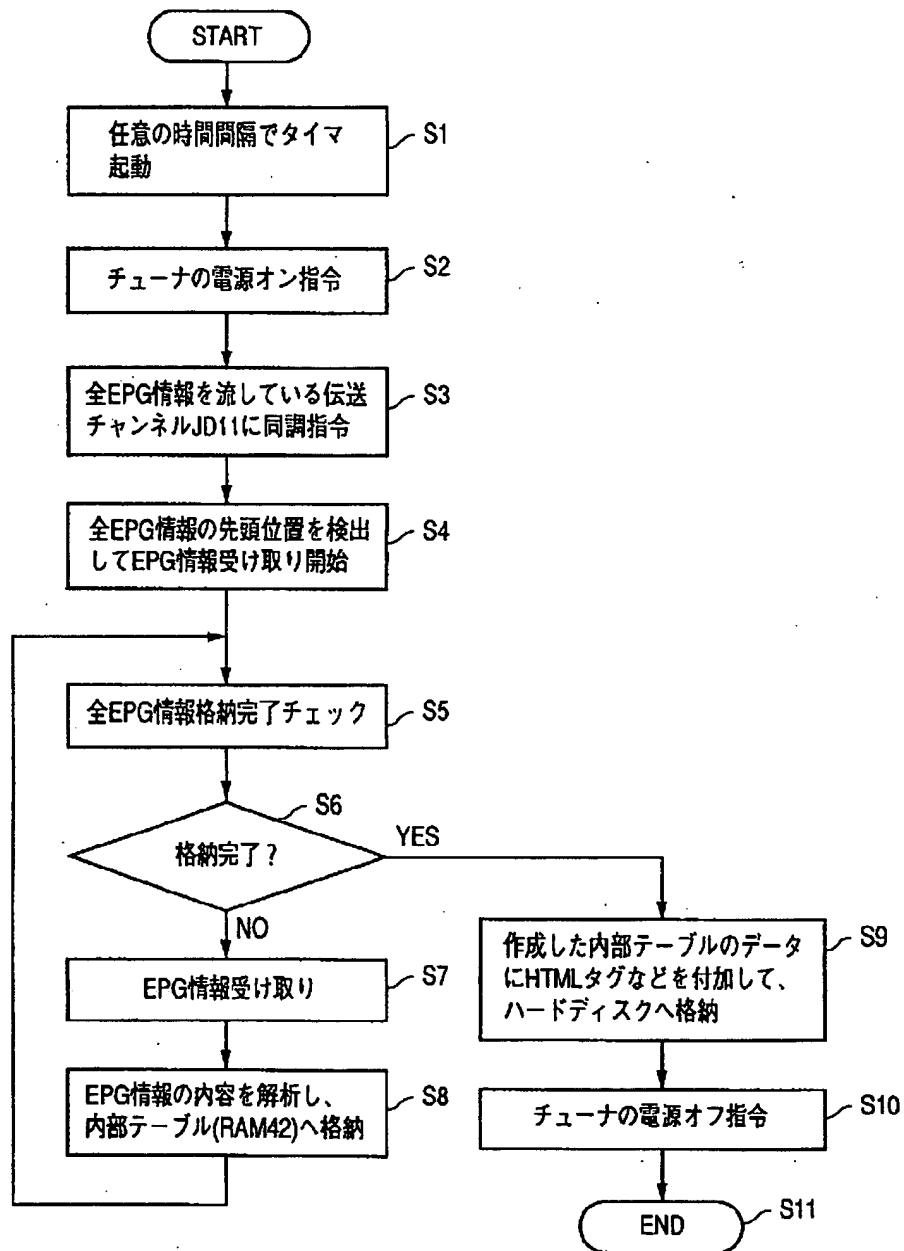 START
任意の時間間隔でタイマ
起動
S1
チューナの電源オン指令
S2
全EPG情報を流している伝送
チャンネルJD11に同調指令
S3
全EPG情報の先頭位置を検出
してEPG情報受け取り開始
S4
全EPG情報格納完了チェック
S5
格納完了?
S6
YES
NO
EPG情報受け取り
S7
EPG情報の内容を解析し、
内部テーブル(RAM42)へ格納
S8
作成した内部テーブルのデータ
にHTMLタグなどを付加して、
ハードディスクへ格納
S9
チューナの電源オフ指令
S10
END
S11